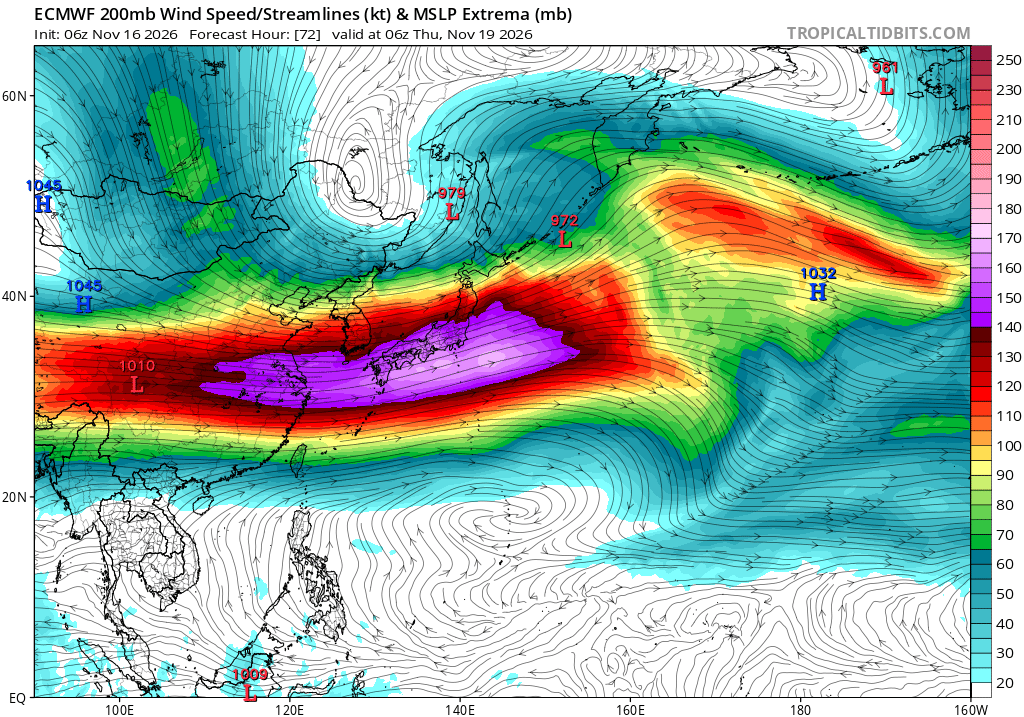 ECMWF 200mb Wind Speed/Streamlines (kt) & MSLP Extrema (mb)
Init: 06z Nov 16 2026 Forecast Hour: [72] valid at 06z Thu, Nov 19 2026
TROPICALTIDBITS.COM
60N
40N
20N
EQ
100E
120E
140E
160E
180
160W
961
L
1045
H
979
L
972
L
1045
H
1032
H
1010
L
1009
L
250
230
210
200
190
180
170
160
150
140
130
120
110
100
90
80
70
60
50
40
30
20